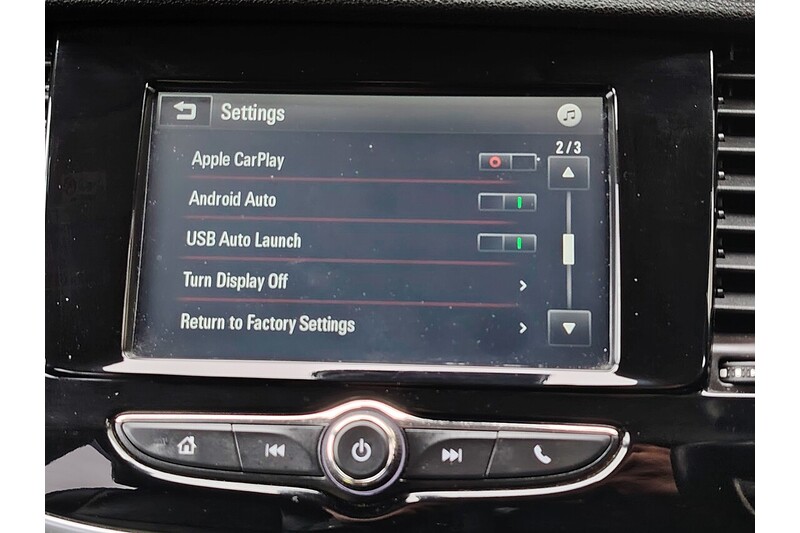 Settings
2/3
Apple CarPlay
Android Auto
USB Auto Launch
Turn Display Off
Return to Factory Settings